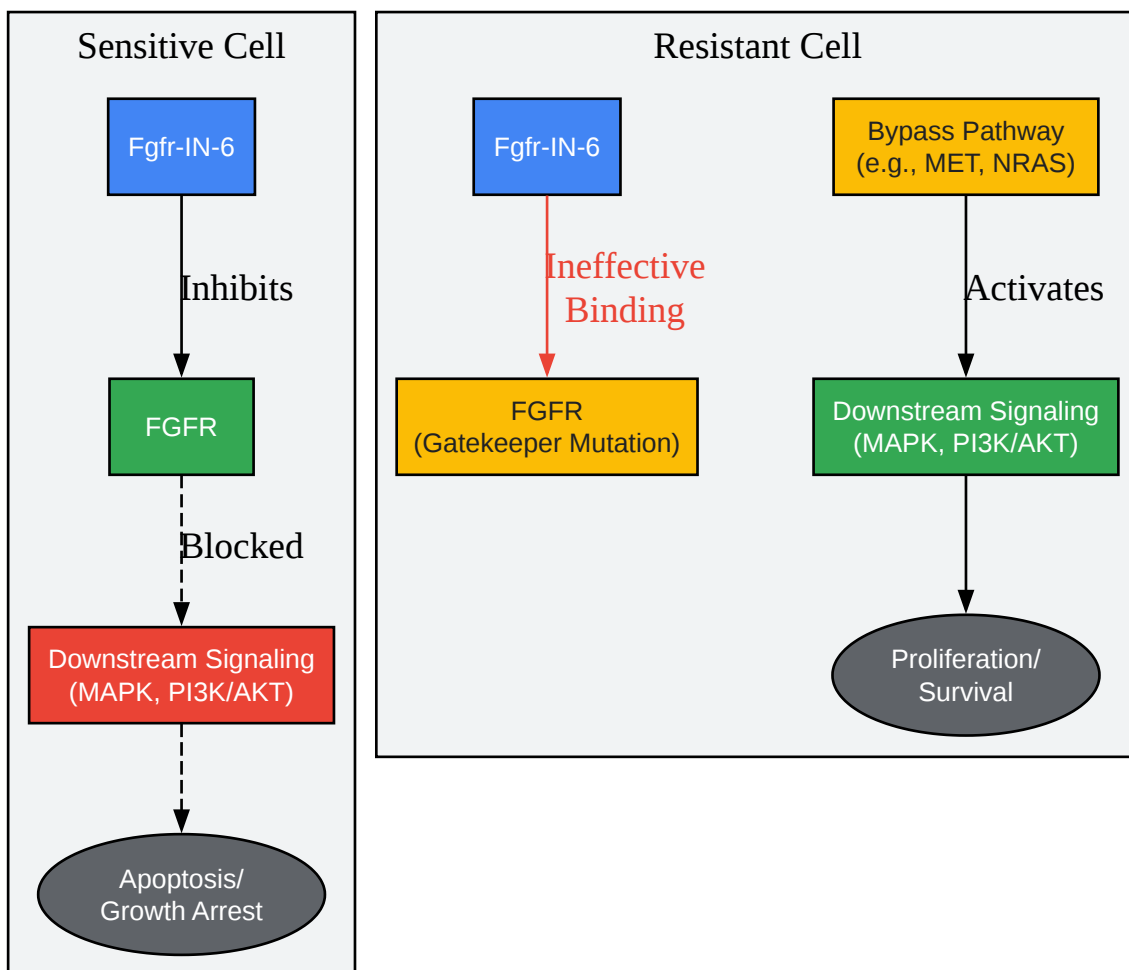 Sensitive Cell
Fgfr-IN-6
Inhibits
FGFR
Blocked
Downstream Signaling
(MAPK, PI3K/AKT)
Apoptosis/
Growth Arrest
Resistant Cell
Fgfr-IN-6
Ineffective
Binding
FGFR
(Gatekeeper Mutation)
Bypass Pathway
(e.g., MET, NRAS)
Activates
Downstream Signaling
(MAPK, PI3K/AKT)
Proliferation/
Survival